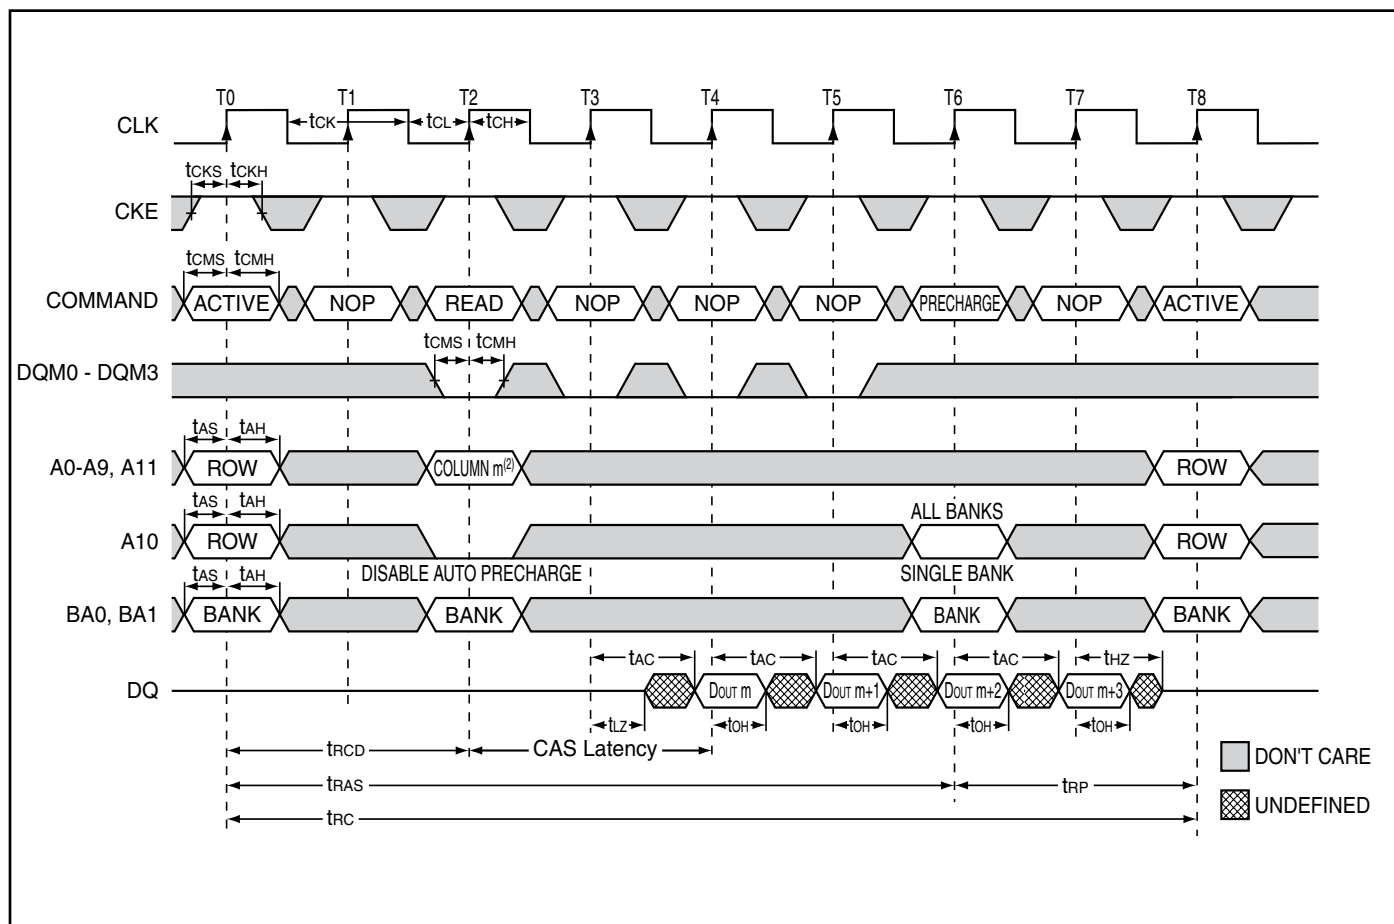 T0 T1 T2 T3 T4 T5 T6 T7 T8
CLK tCK tCL tCH
tCKS tCKH
CKE
tCMS tCMH
COMMAND ACTIVE NOP READ NOP NOP NOP PRECHARGE NOP ACTIVE
tCMS tCMH
DQM0 - DQM3
tAS tAH
A0-A9, A11 ROW COLUMN m(2) ROW
tAS tAH ALL BANKS
A10 ROW ROW
tAS tAH DISABLE AUTO PRECHARGE SINGLE BANK
BA0, BA1 BANK BANK BANK BANK
tAC tAC tAC tAC tHZ
DQ DOUT m DOUT m+1 DOUT m+2 DOUT m+3
tLZ tOH tOH tOH tOH
tRCD CAS Latency
DON'T CARE
tRAS tRP
UNDEFINED
tRC